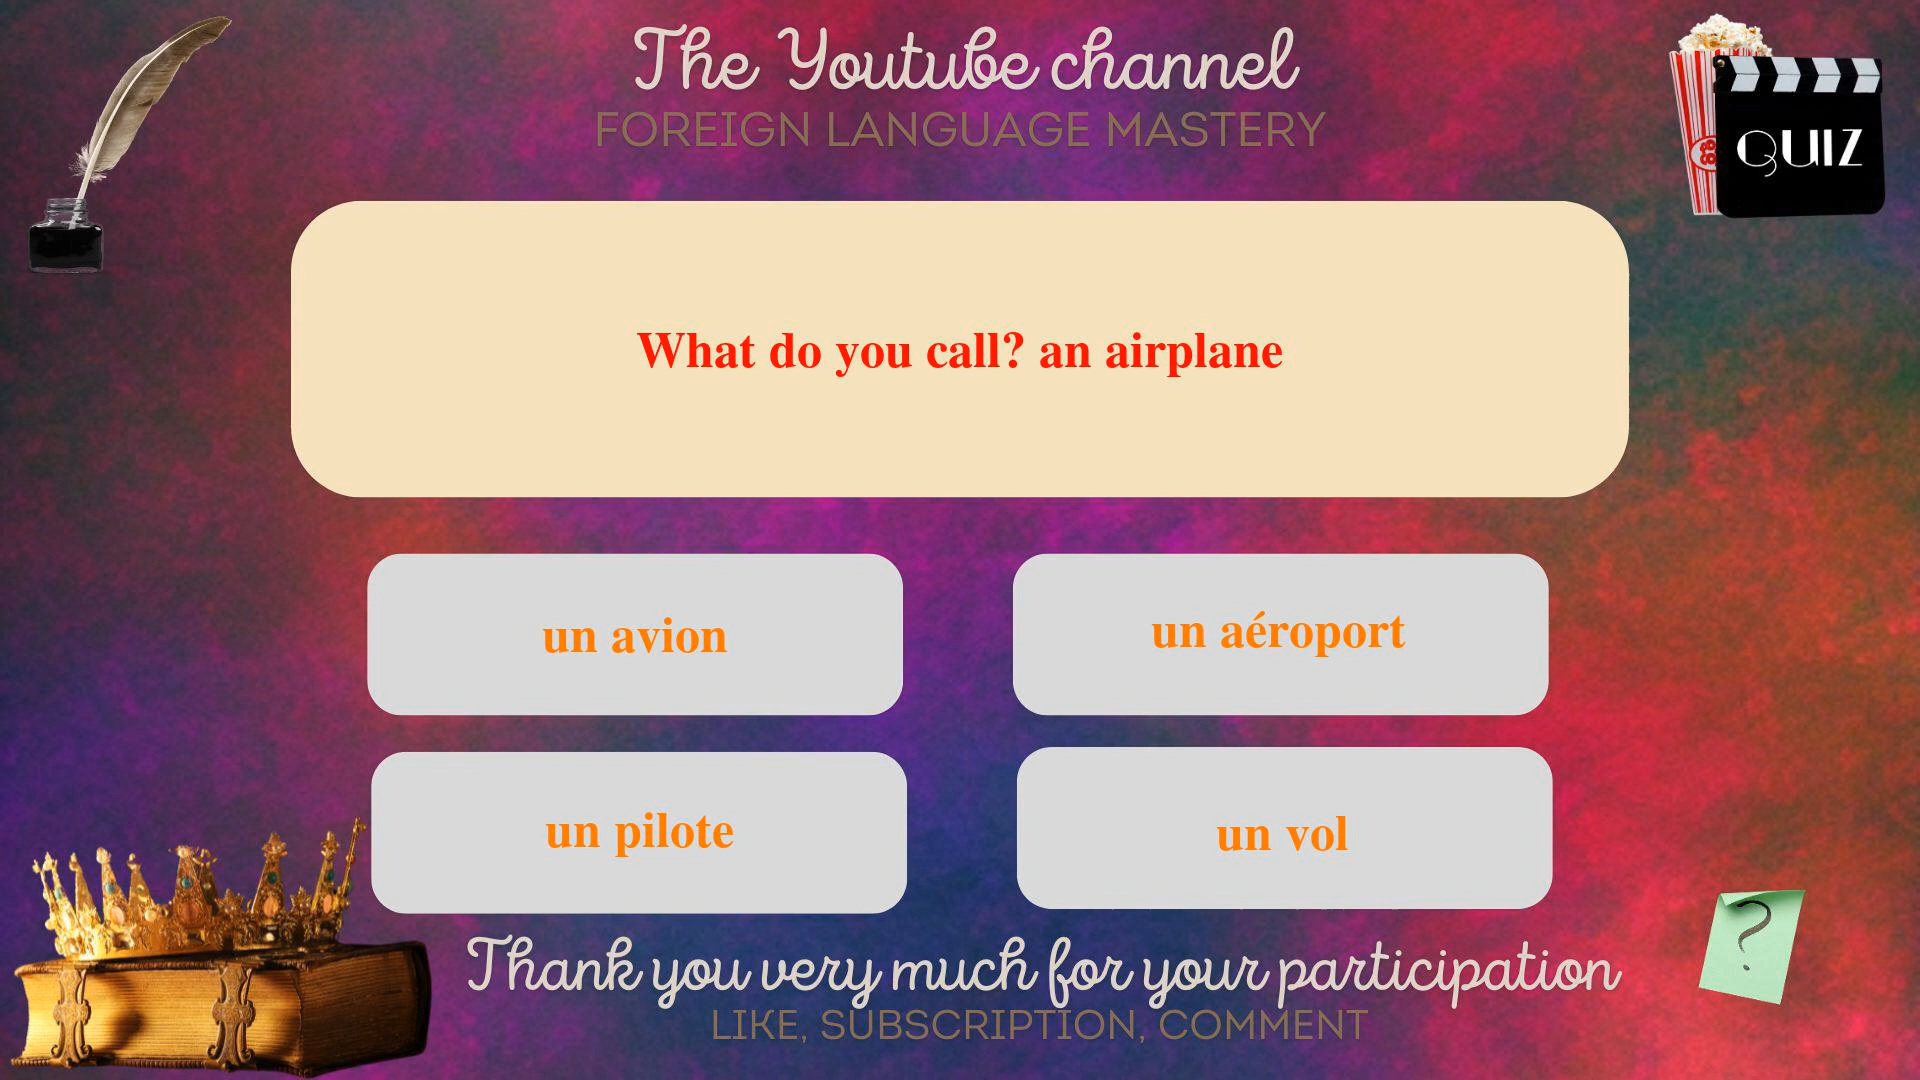 The Youtube channel
FOREIGN LANGUAGE MASTERY
QUIZ
88
What do you call? an airplane
un avion
un aéroport
un pilote
un vol
?
Thank you very much for your participation
LIKE, SUBSCRIPTION, COMMENT